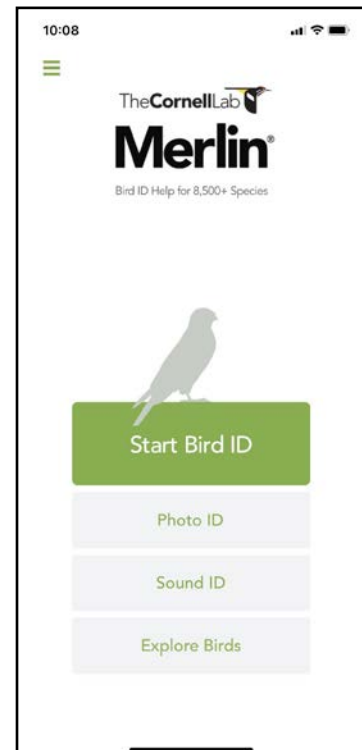 10:08
TheCornellLab
Merlin®
Bird ID Help for 8,500+ Species
Start Bird ID
Photo ID
Sound ID
Explore Birds